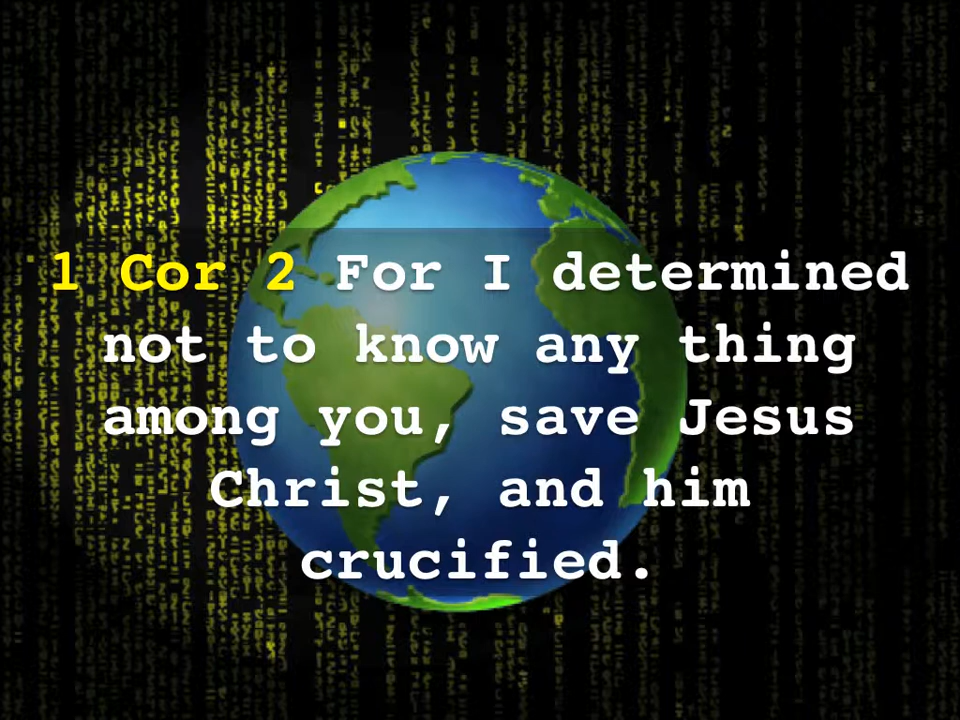 1 Cor 2 For I determined
not to know any thing
among you, save Jesus
Christ, and him
crucified.